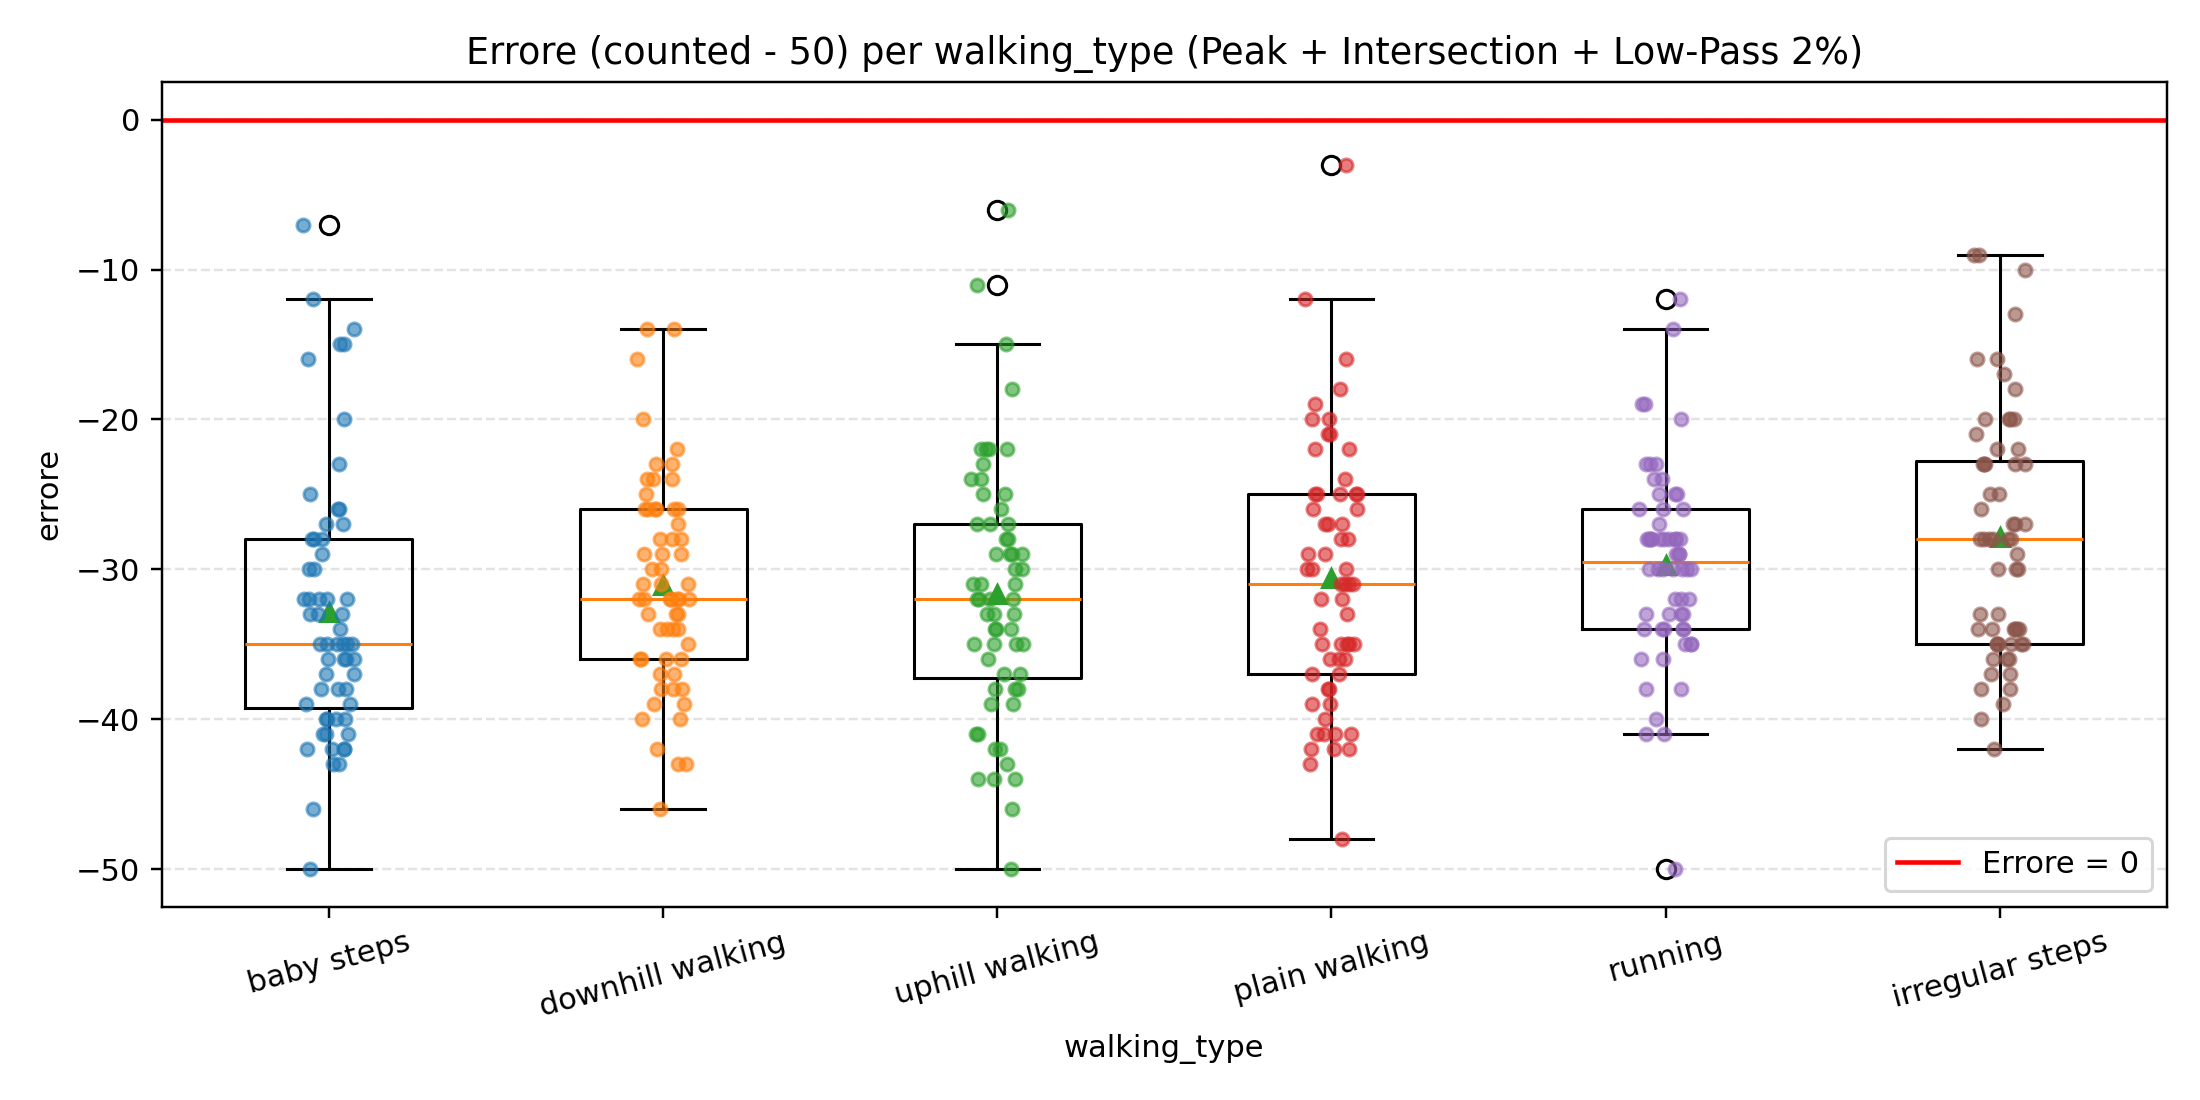 Errore (counted - 50) per walking_type (Peak + Intersection + Low-Pass 2%)
errore
0
−10
−20
−30
−40
−50
Errore = 0
baby steps
downhill walking
uphill walking
plain walking
running
irregular steps
walking_type